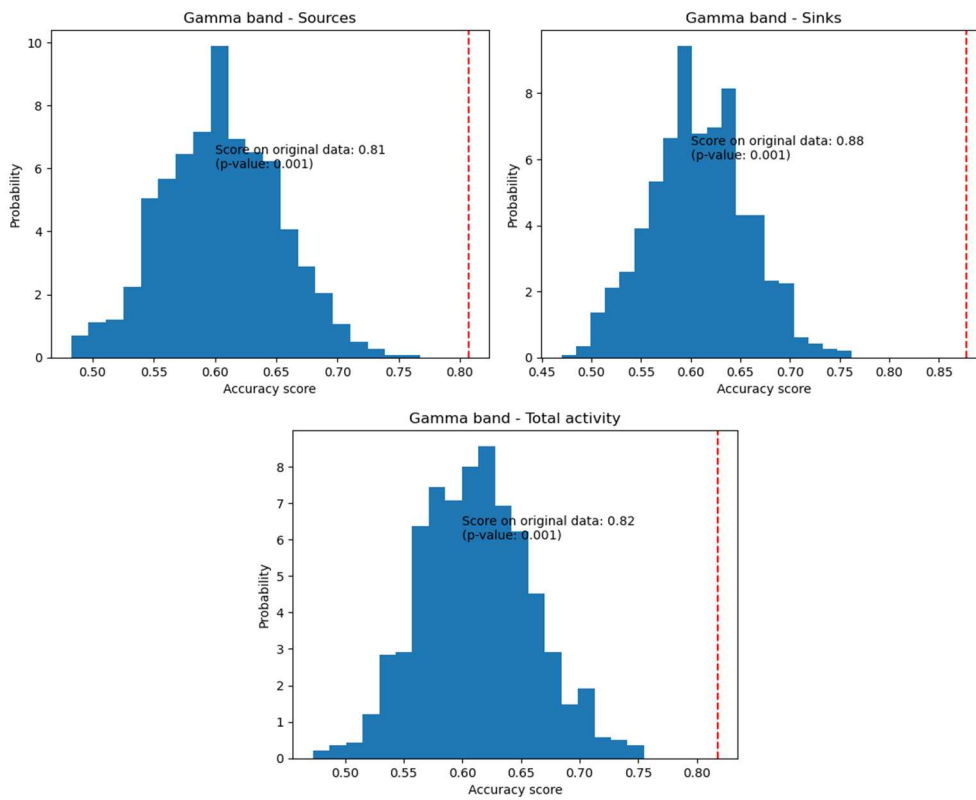 Gamma band - Sources
10
8
6
4
2
0
Probability
Score on original data: 0.81
(p-value: 0.001)
0.50 0.55 0.60 0.65 0.70 0.75 0.80
Accuracy score
Gamma band - Sinks
8
6
4
2
0
Probability
Score on original data: 0.88
(p-value: 0.001)
0.45 0.50 0.55 0.60 0.65 0.70 0.75 0.80 0.85
Accuracy score
Gamma band - Total activity
8
7
6
5
4
3
2
1
0
Probability
Score on original data: 0.82
(p-value: 0.001)
0.50 0.55 0.60 0.65 0.70 0.75 0.80
Accuracy score